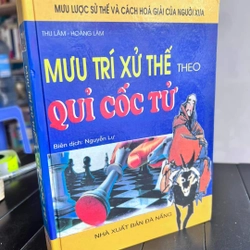 MƯU LƯỢC SỬ THẾ VÀ CÁCH HOÁ GIẢI CỦA NGƯỜI XƯA
THU LÂM - HOÀNG LÂM
MƯU TRÍ XỬ THẾ THEO
QUỈ CỐC TỬ
Biên dịch: Nguyễn Lư
NHÀ XUẤT BẢN ĐÀ NẴNG